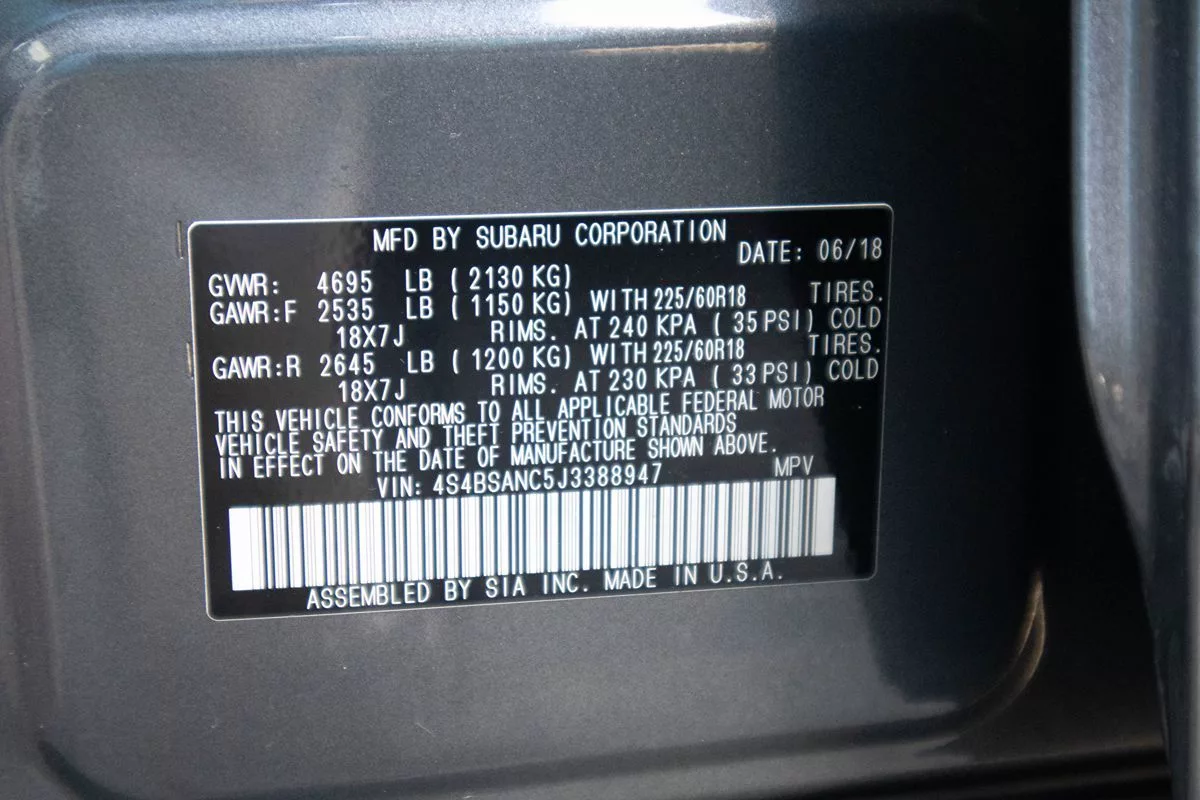 MFD BY SUBARU CORPORATION DATE: 06/18
GVWR: 4695 LB ( 2130 KG)
GAWR:F 2535 LB ( 1150 KG) WITH 225/60R18 TIRES.
18X7J RIMS. AT 240 KPA ( 35 PSI) COLD
GAWR:R 2645 LB ( 1200 KG) WITH 225/60R18 TIRES.
18X7J RIMS. AT 230 KPA ( 33 PSI) COLD
THIS VEHICLE CONFORMS TO ALL APPLICABLE FEDERAL MOTOR
VEHICLE SAFETY AND THEFT PREVENTION STANDARDS
IN EFFECT ON THE DATE OF MANUFACTURE SHOWN ABOVE.
VIN: 4S4BSANC5J3388947 MPV
ASSEMBLED BY SIA INC. MADE IN U.S.A.